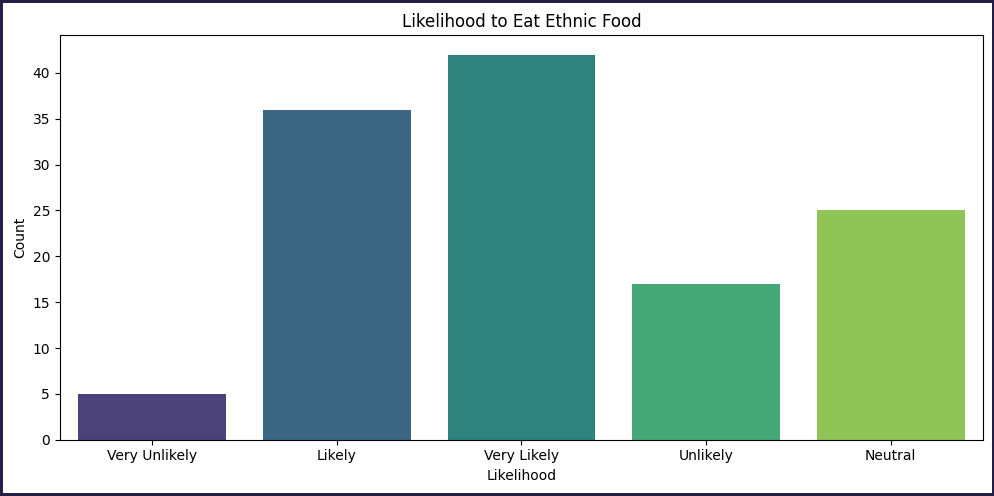 Likelihood to Eat Ethnic Food
Count
40
35
30
25
20
15
10
5
0
Very Unlikely
Likely
Very Likely
Unlikely
Neutral
Likelihood